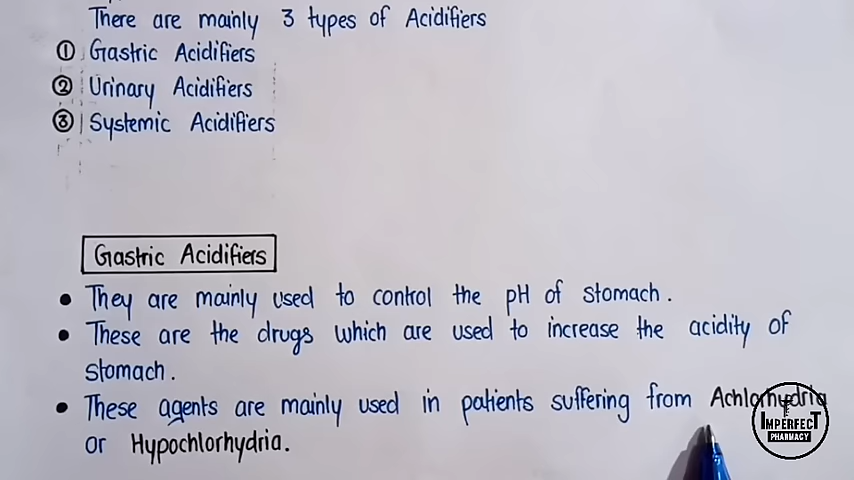 There are mainly 3 types of Acidifiers
① Gastric Acidifiers
② Urinary Acidifiers
③ Systemic Acidifiers
Gastric Acidifiers
• They are mainly used to control the pH of stomach.
• These are the drugs which are used to increase the acidity of
stomach.
• These agents are mainly used in patients suffering from Achlorhydria
or Hypochlorhydria.
IMPERFECT
PHARMACY